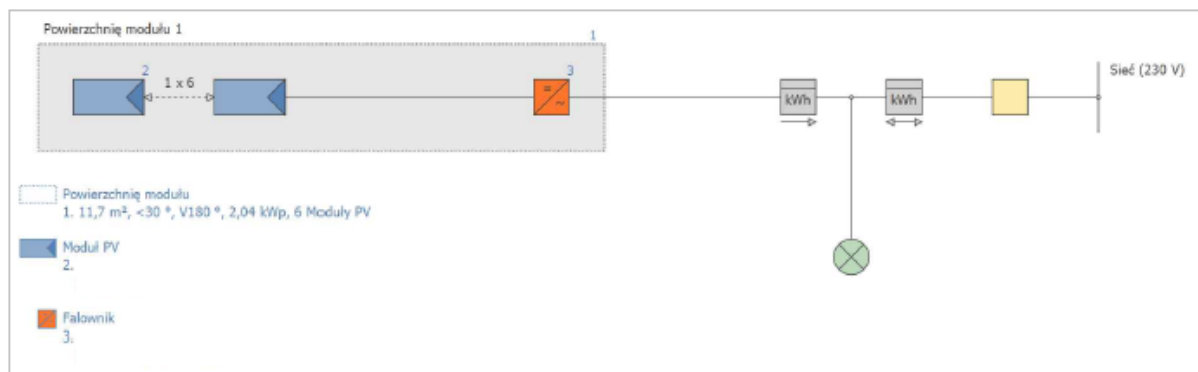 Powierzchnię modułu 1
1
2
1 x 6
3
=
~
kWh
kWh
Sieć (230 V)
Powierzchnię modułu
1. 11,7 m², <30 °, V180 °, 2,04 kWp, 6 Moduły PV
Moduł PV
2.
Falownik
3.